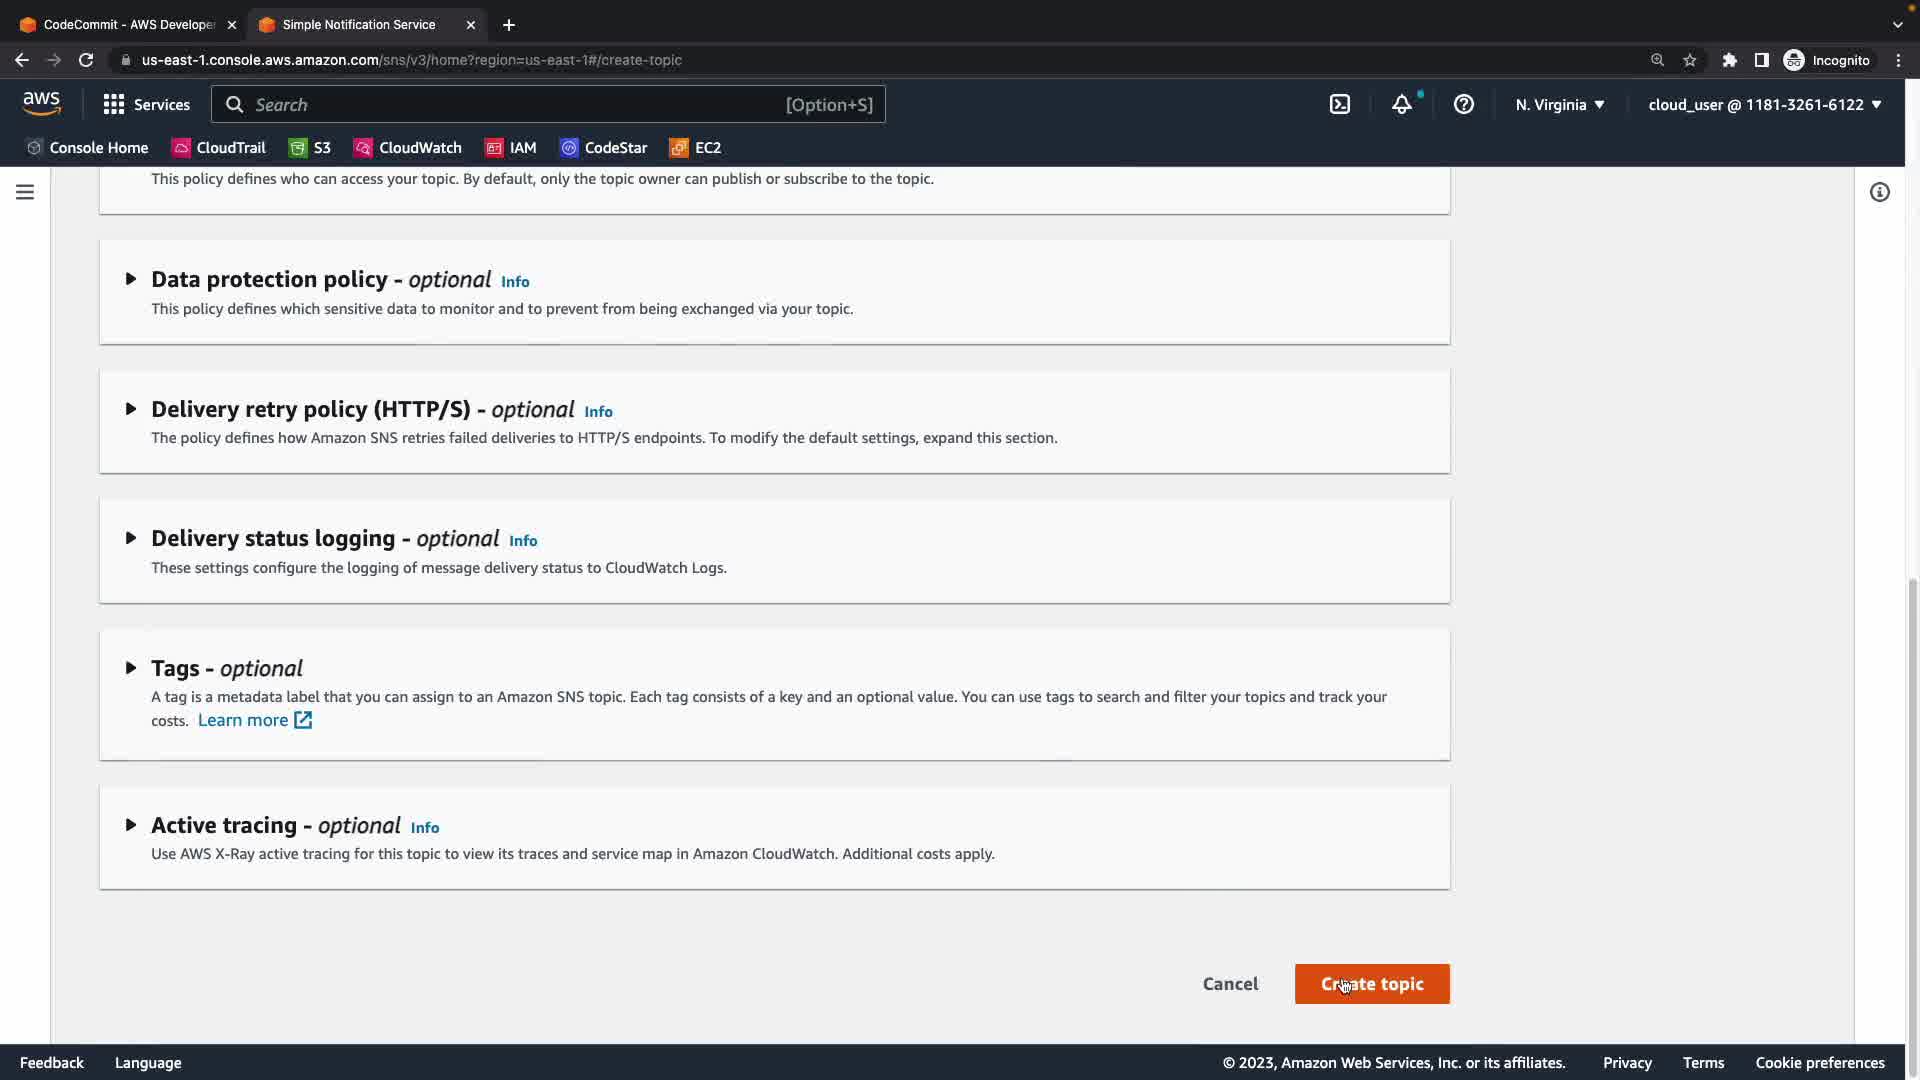 CodeCommit - AWS Developer
Simple Notification Service
us-east-1.console.aws.amazon.com/sns/v3/home?region=us-east-1#/create-topic
Incognito
aws
Services
Search
[Option+S]
N. Virginia
cloud_user @ 1181-3261-6122
Console Home
CloudTrail
S3
CloudWatch
IAM
CodeStar
EC2
This policy defines who can access your topic. By default, only the topic owner can publish or subscribe to the topic.
Data protection policy - optional Info
This policy defines which sensitive data to monitor and to prevent from being exchanged via your topic.
Delivery retry policy (HTTP/S) - optional Info
The policy defines how Amazon SNS retries failed deliveries to HTTP/S endpoints. To modify the default settings, expand this section.
Delivery status logging - optional Info
These settings configure the logging of message delivery status to CloudWatch Logs.
Tags - optional
A tag is a metadata label that you can assign to an Amazon SNS topic. Each tag consists of a key and an optional value. You can use tags to search and filter your topics and track your
costs. Learn more
Active tracing - optional Info
Use AWS X-Ray active tracing for this topic to view its traces and service map in Amazon CloudWatch. Additional costs apply.
Cancel
Create topic
Feedback
Language
© 2023, Amazon Web Services, Inc. or its affiliates.
Privacy
Terms
Cookie preferences